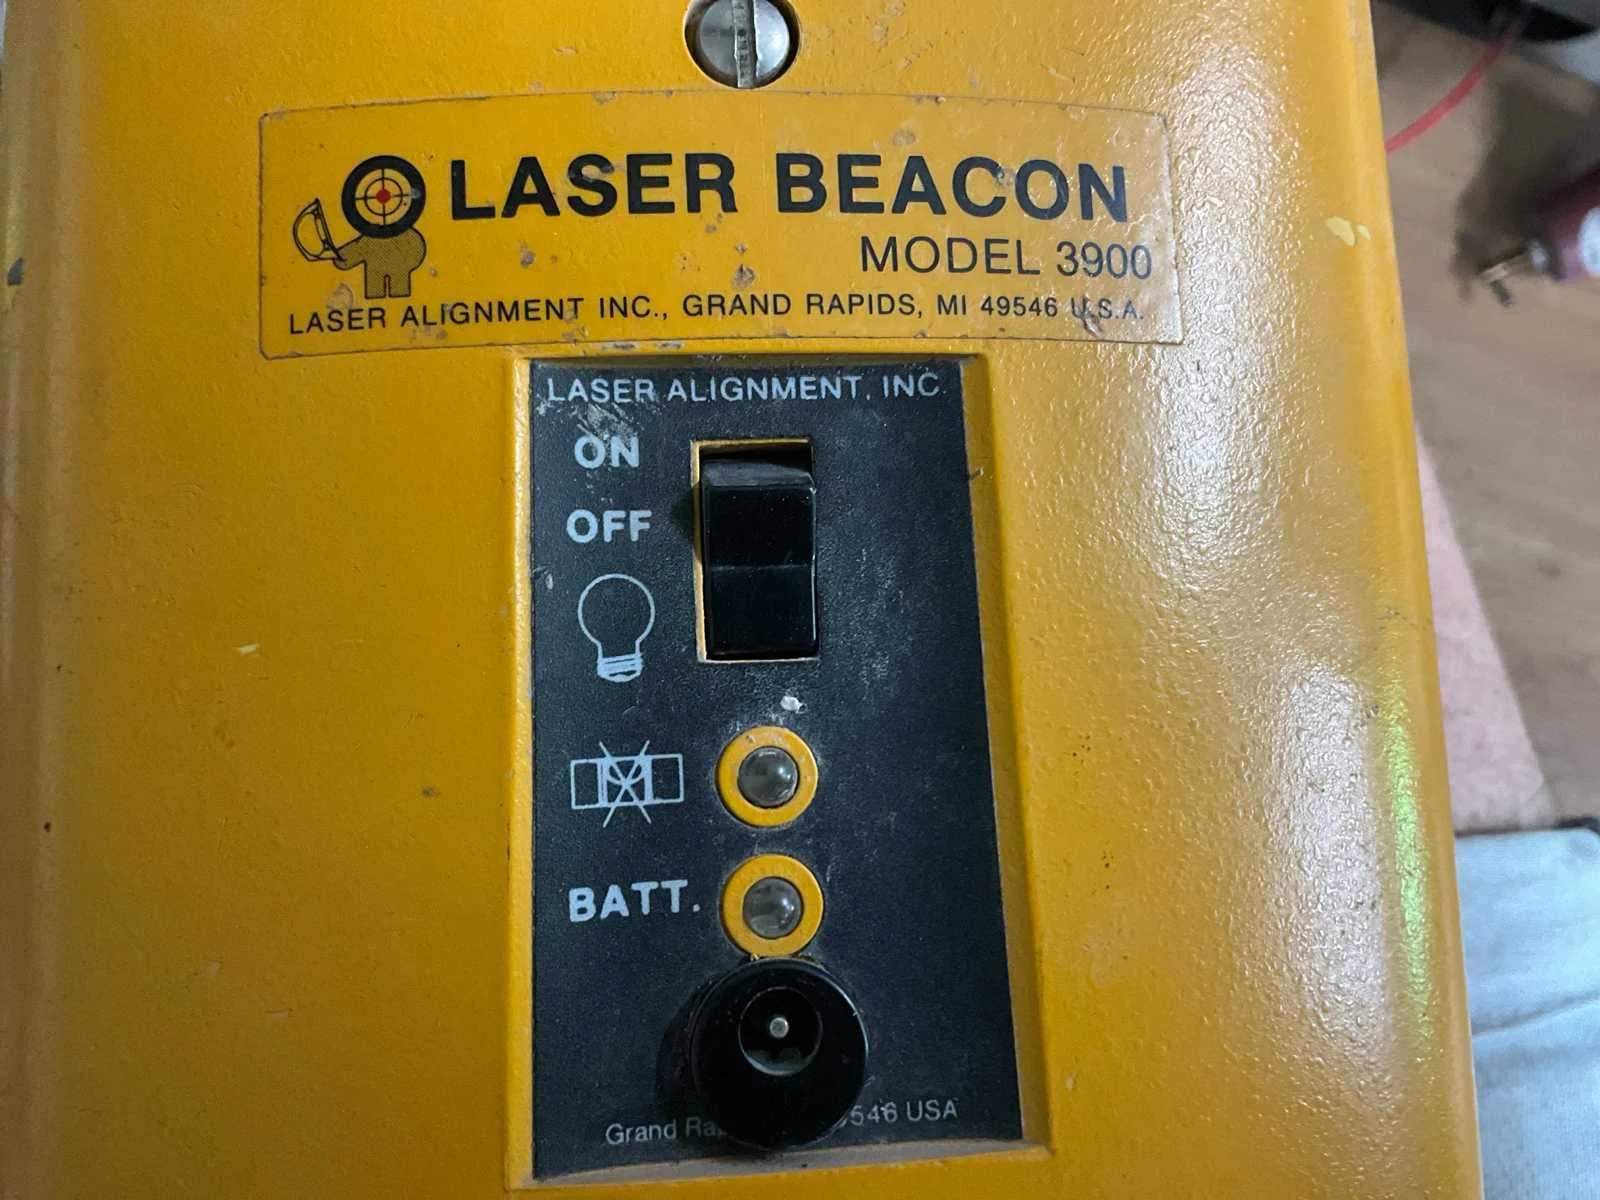 LASER BEACON
MODEL 3900
LASER ALIGNMENT INC., GRAND RAPIDS, MI 49546 U.S.A.
LASER ALIGNMENT, INC.
ON
OFF
BATT.
Grand 546 USA